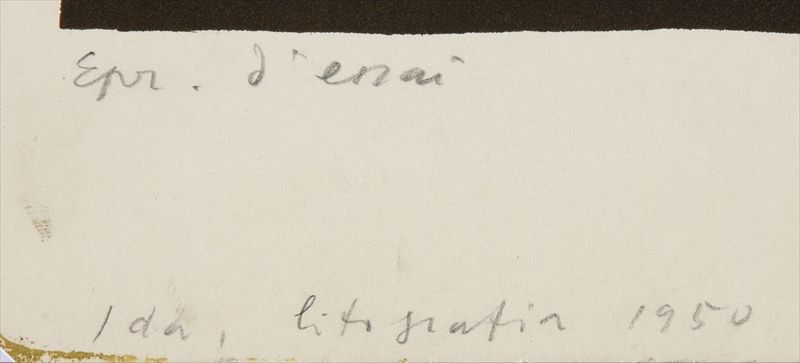 Epr. d'essai
Ida, litografia 1950